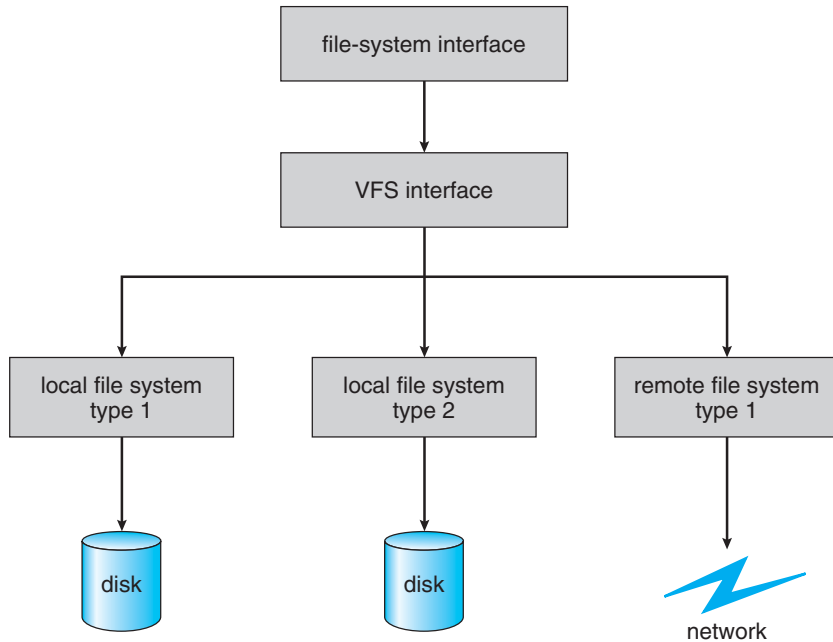 file-system interface
VFS interface
local file system
type 1
local file system
type 2
remote file system
type 1
disk
disk
network